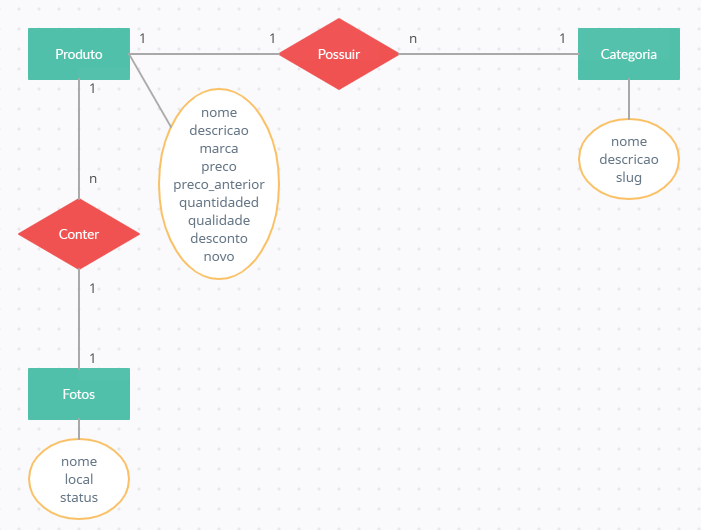 Produto
1
1
Possuir
n
1
Categoria
1
n
nome
descricao
marca
preco
preco_anterior
quantidaded
qualidade
desconto
novo
nome
descricao
slug
Conter
1
1
Fotos
nome
local
status